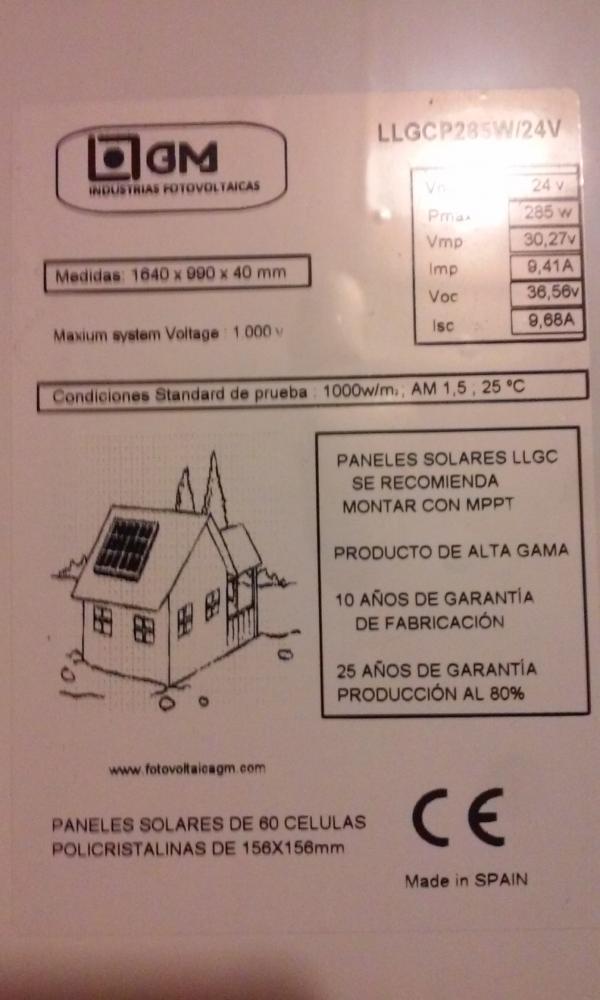 GM
INDUSTRIAS FOTOVOLTAICAS
LLGCP285W/24V
24 v
Pmax 285 w
Vmp 30,27v
Imp 9,41A
Voc 36,56v
Isc 9,68A
Medidas: 1640 x 990 x 40 mm
Maxium system Voltage : 1 000 v
Condiciones Standard de prueba : 1000w/m2; AM 1,5 , 25 ºC
PANELES SOLARES LLGC
SE RECOMIENDA
MONTAR CON MPPT
PRODUCTO DE ALTA GAMA
10 AÑOS DE GARANTÍA
DE FABRICACIÓN
25 AÑOS DE GARANTÍA
PRODUCCIÓN AL 80%
www.fotovoltaicagm.com
PANELES SOLARES DE 60 CELULAS
POLICRISTALINAS DE 156X156mm
CE
Made in SPAIN